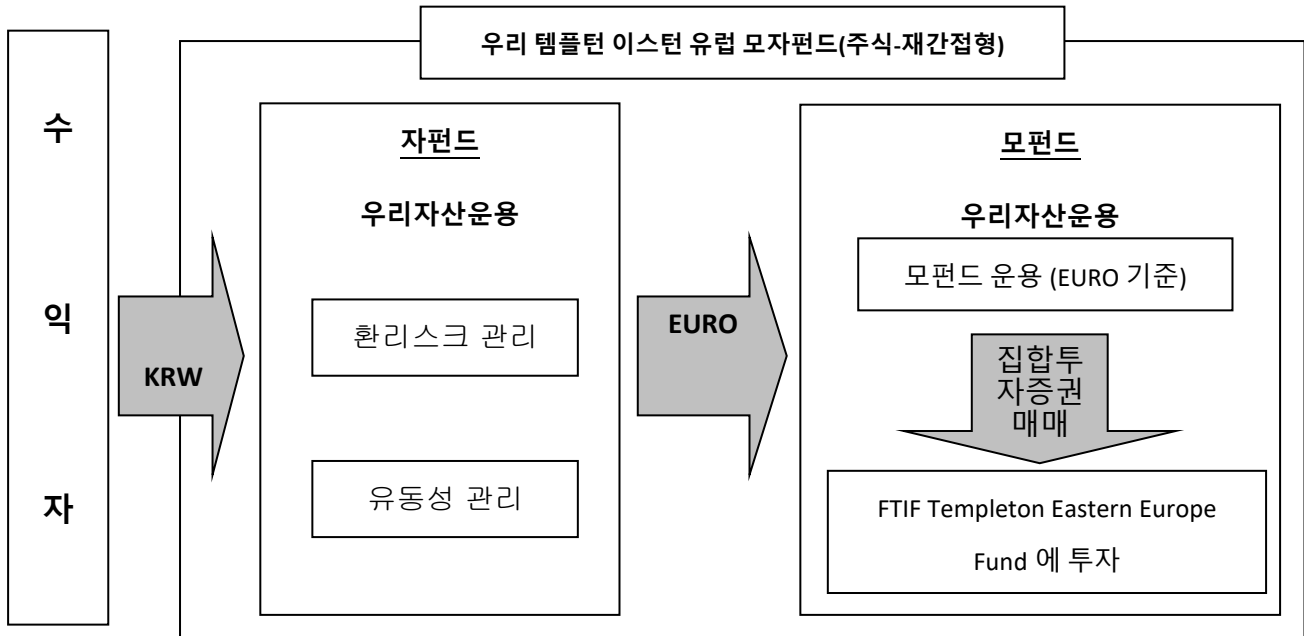 우리 템플턴 이스턴 유럽 모자펀드(주식-재간접형)
수
익
자
KRW
자펀드
우리자산운용
환리스크 관리
유동성 관리
EURO
모펀드
우리자산운용
모펀드 운용 (EURO 기준)
집합투
자증권
매매
FTIF Templeton Eastern Europe
Fund 에 투자